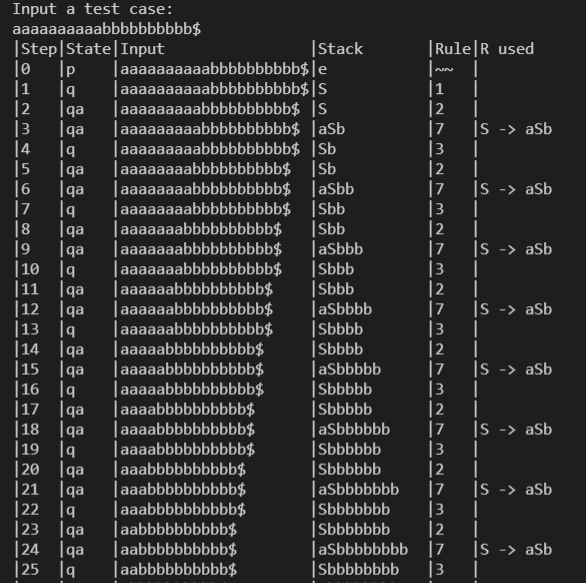 Input a test case:
aaaaaaaaaabbbbbbbbbb$
|Step|State|Input                |Stack       |Rule|R used
|0   |p    |aaaaaaaaaabbbbbbbbbb$|e           |~~  |
|1   |q    |aaaaaaaaaabbbbbbbbbb$|S           |1   |
|2   |qa   |aaaaaaaaabbbbbbbbbb$ |S           |2   |
|3   |qa   |aaaaaaaaabbbbbbbbbb$ |aSb         |7   |S -> aSb
|4   |q    |aaaaaaaaabbbbbbbbbb$ |Sb          |3   |
|5   |qa   |aaaaaaaabbbbbbbbbb$  |Sb          |2   |
|6   |qa   |aaaaaaaabbbbbbbbbb$  |aSbb        |7   |S -> aSb
|7   |q    |aaaaaaaabbbbbbbbbb$  |Sbb         |3   |
|8   |qa   |aaaaaaabbbbbbbbbb$   |Sbb         |2   |
|9   |qa   |aaaaaaabbbbbbbbbb$   |aSbbb       |7   |S -> aSb
|10  |q    |aaaaaaabbbbbbbbbb$   |Sbbb        |3   |
|11  |qa   |aaaaaabbbbbbbbbb$    |Sbbb        |2   |
|12  |qa   |aaaaaabbbbbbbbbb$    |aSbbbb      |7   |S -> aSb
|13  |q    |aaaaaabbbbbbbbbb$    |Sbbbb       |3   |
|14  |qa   |aaaaabbbbbbbbbb$     |Sbbbb       |2   |
|15  |qa   |aaaaabbbbbbbbbb$     |aSbbbbb     |7   |S -> aSb
|16  |q    |aaaaabbbbbbbbbb$     |Sbbbbb      |3   |
|17  |qa   |aaaabbbbbbbbbb$      |Sbbbbb      |2   |
|18  |qa   |aaaabbbbbbbbbb$      |aSbbbbbb    |7   |S -> aSb
|19  |q    |aaaabbbbbbbbbb$      |Sbbbbbb     |3   |
|20  |qa   |aaabbbbbbbbbb$       |Sbbbbbb     |2   |
|21  |qa   |aaabbbbbbbbbb$       |aSbbbbbbb   |7   |S -> aSb
|22  |q    |aaabbbbbbbbbb$       |Sbbbbbbb    |3   |
|23  |qa   |aabbbbbbbbbb$        |Sbbbbbbb    |2   |
|24  |qa   |aabbbbbbbbbb$        |aSbbbbbbbb  |7   |S -> aSb
|25  |q    |aabbbbbbbbbb$        |Sbbbbbbbb   |3   |